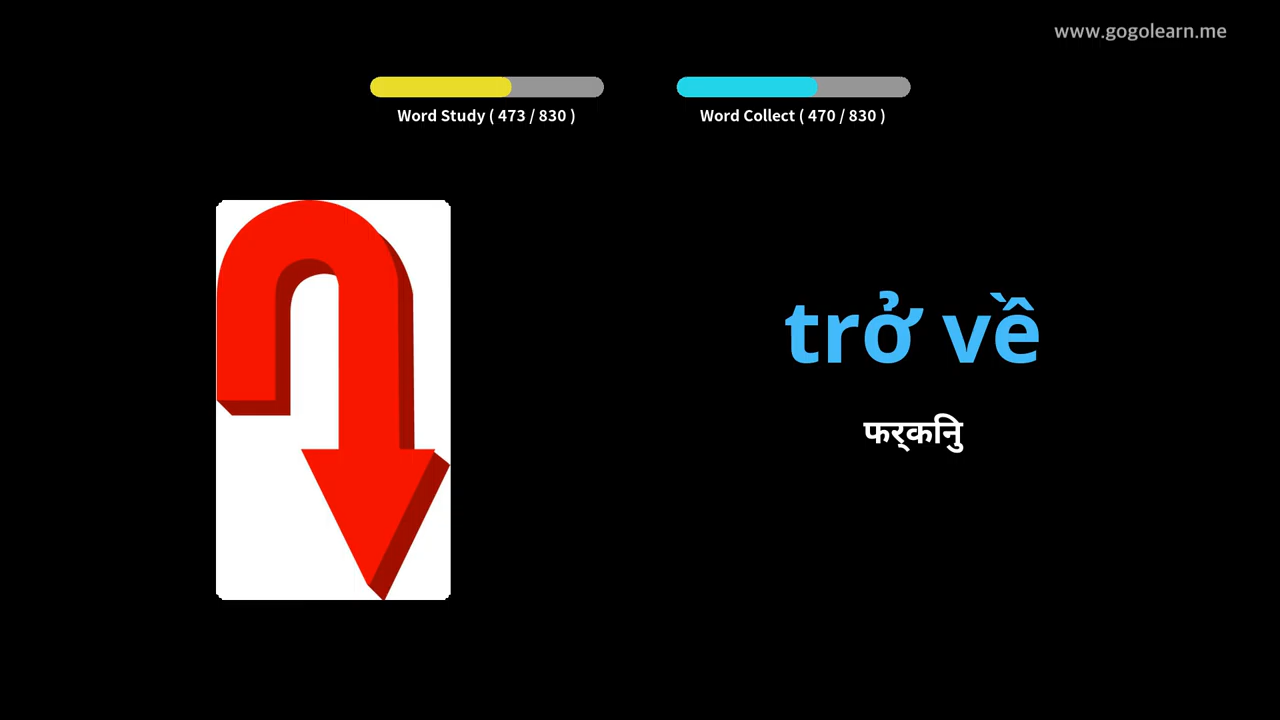 www.gogolearn.me
Word Study ( 473 / 830 )
Word Collect ( 470 / 830 )
trở về
फर्कनु